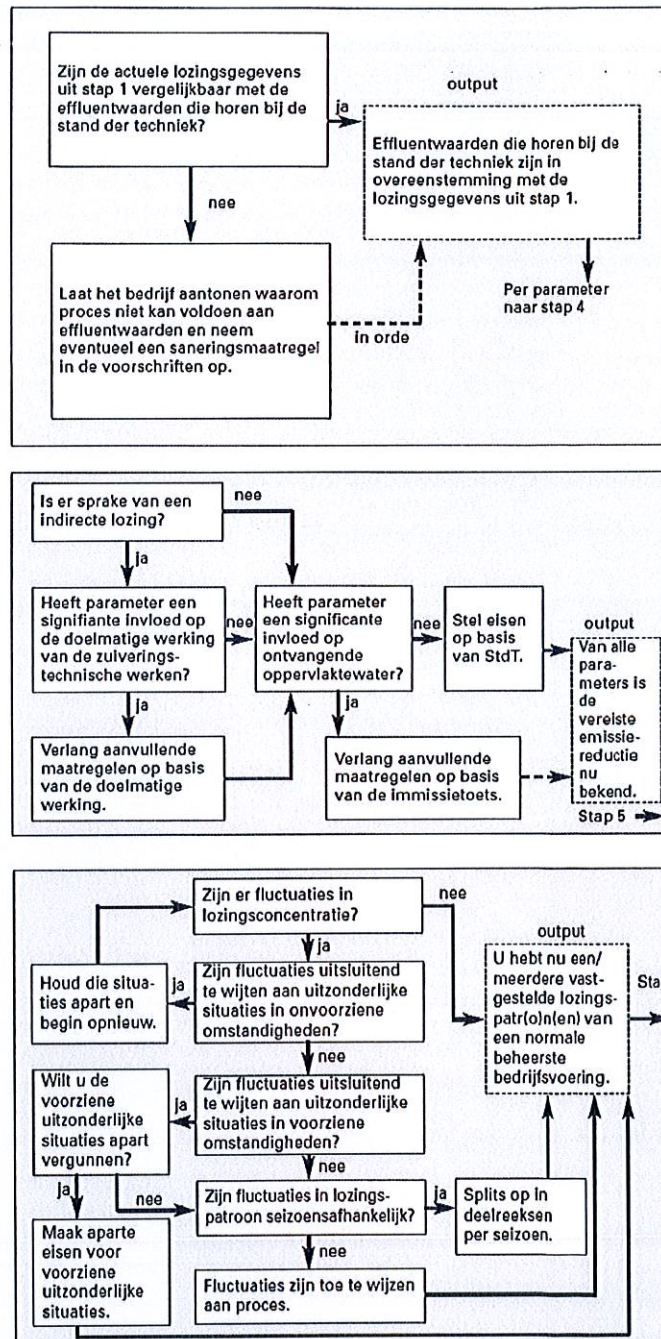 Zijn de actuele lozingsgegevens
uit stap 1 vergelijkbaar met de
effluentwaarden die horen bij de
stand der techniek?
ja
output
Effluentwaarden die horen bij de
stand der techniek zijn in
overeenstemming met de
lozingsgegevens uit stap 1.
nee
Laat het bedrijf aantonen waarom
proces niet kan voldoen aan
effluentwaarden en neem
eventueel een saneringsmaatregel
in de voorschriften op.
in orde
Per parameter
naar stap 4
Is er sprake van een
indirecte lozing?
nee
ja
Heeft parameter een
signifiante invloed op
de doelmatige werking
van de zuiverings-
technische werken?
nee
Heeft parameter
een significante
invloed op
ontvangende
oppervlaktewater?
nee
Stel eisen
op basis
van StdT.
output
Van alle
para-
meters is
de
vereiste
emissie-
reductie
nu
bekend.
ja
Verlang aanvullende
maatregelen op basis
van de doelmatige
werking.
ja
Verlang aanvullende
maatregelen op basis
van de immissietoets.
Stap 5
Zijn er fluctuaties in
lozingsconcentratie?
nee
ja
Houd die situa-
ties apart en
begin opnieuw.
ja
Zijn fluctuaties uitsluitend
te wijten aan uitzonderlijke
situaties in onvoorziene
omstandigheden?
output
U hebt nu een/
meerdere vast-
gestelde lozings-
patr(o)n(en) van
een normale
beheerste
bedrijfsvoering.
nee
Wilt u de
voorziene
uitzonderlijke
situaties apart
vergunnen?
ja
Zijn fluctuaties uitsluitend
te wijten aan uitzonderlijke
situaties in voorziene
omstandigheden?
nee
ja
nee
Zijn fluctuaties in lozings-
patroon seizoensafhankelijk?
ja
Splits op in
deelreeksen
per seizoen.
Maak aparte
eisen voor
voorziene
uitzonderlijke
situaties.
nee
Fluctuaties zijn toe te wijzen
aan proces.